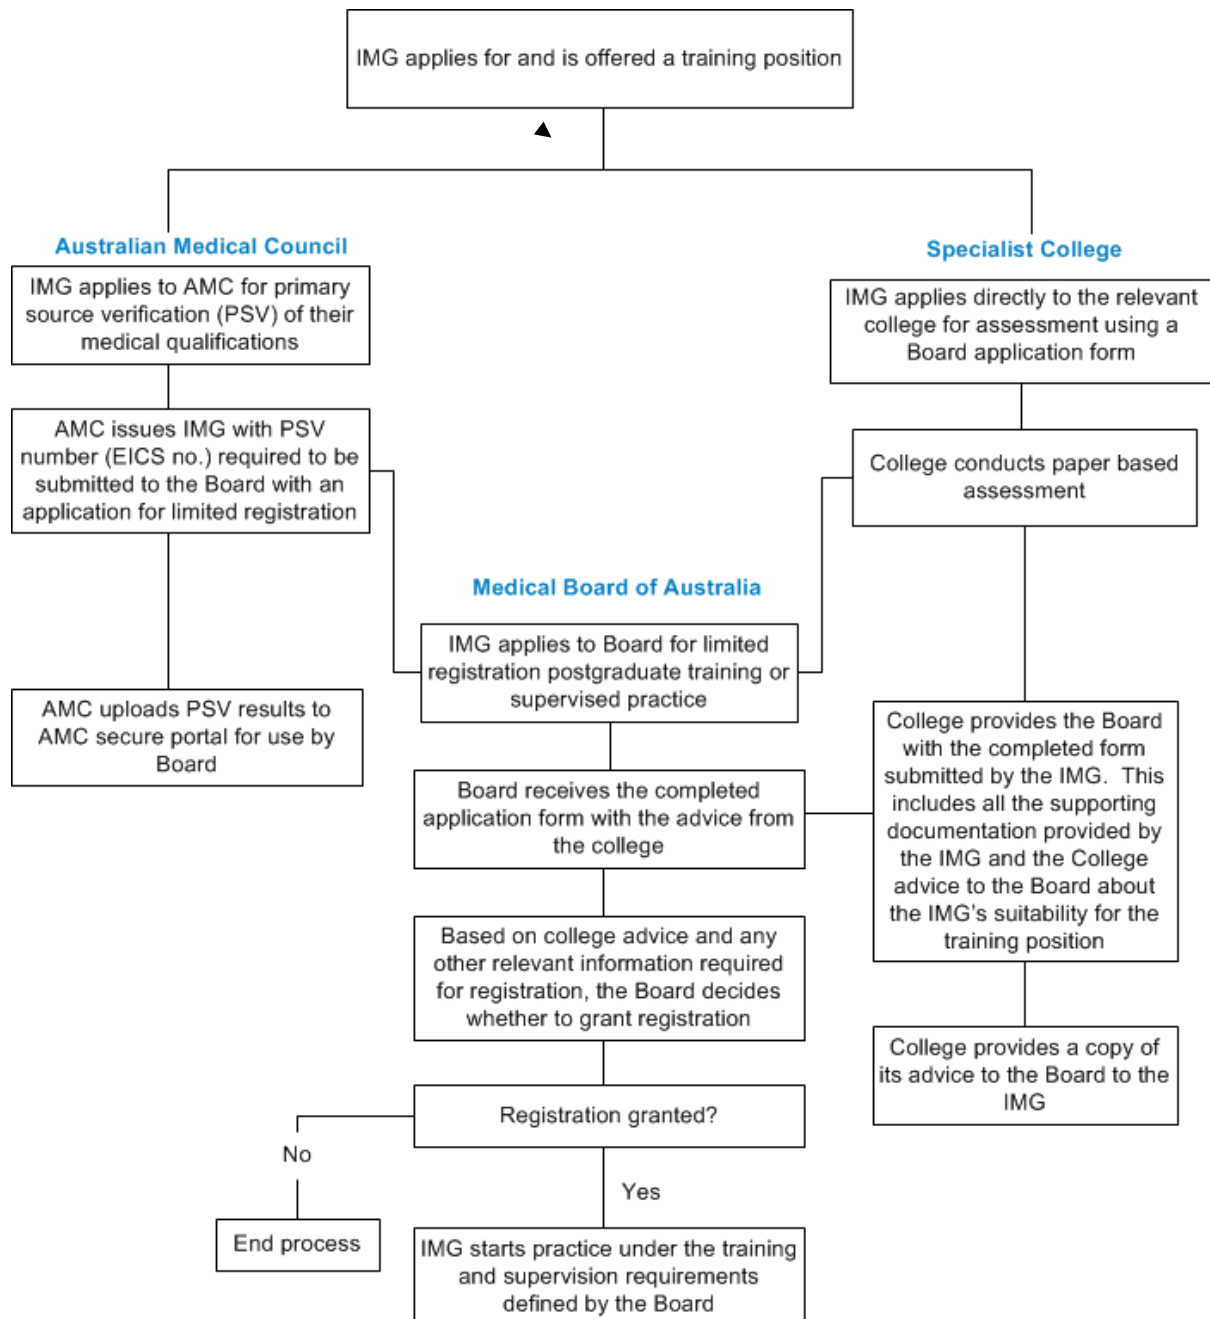 IMG applies for and is offered a training position
Australian Medical Council
IMG applies to AMC for primary
source verification (PSV) of their
medical qualifications
AMC issues IMG with PSV
number (EICS no.) required to be
submitted to the Board with an
application for limited registration
AMC uploads PSV results to
AMC secure portal for use by
Board
Specialist College
IMG applies directly to the relevant
college for assessment using a
Board application form
College conducts paper based
assessment
College provides the Board
with the completed form
submitted by the IMG.  This
includes all the supporting
documentation provided by
the IMG and the College
advice to the Board about
the IMG's suitability for the
training position
College provides a copy of
its advice to the Board to the
IMG
Medical Board of Australia
IMG applies to Board for limited
registration postgraduate training or
supervised practice
Board receives the completed
application form with the advice from
the college
Based on college advice and any
other relevant information required
for registration, the Board decides
whether to grant registration
Registration granted?
No
Yes
End process
IMG starts practice under the training
and supervision requirements
defined by the Board